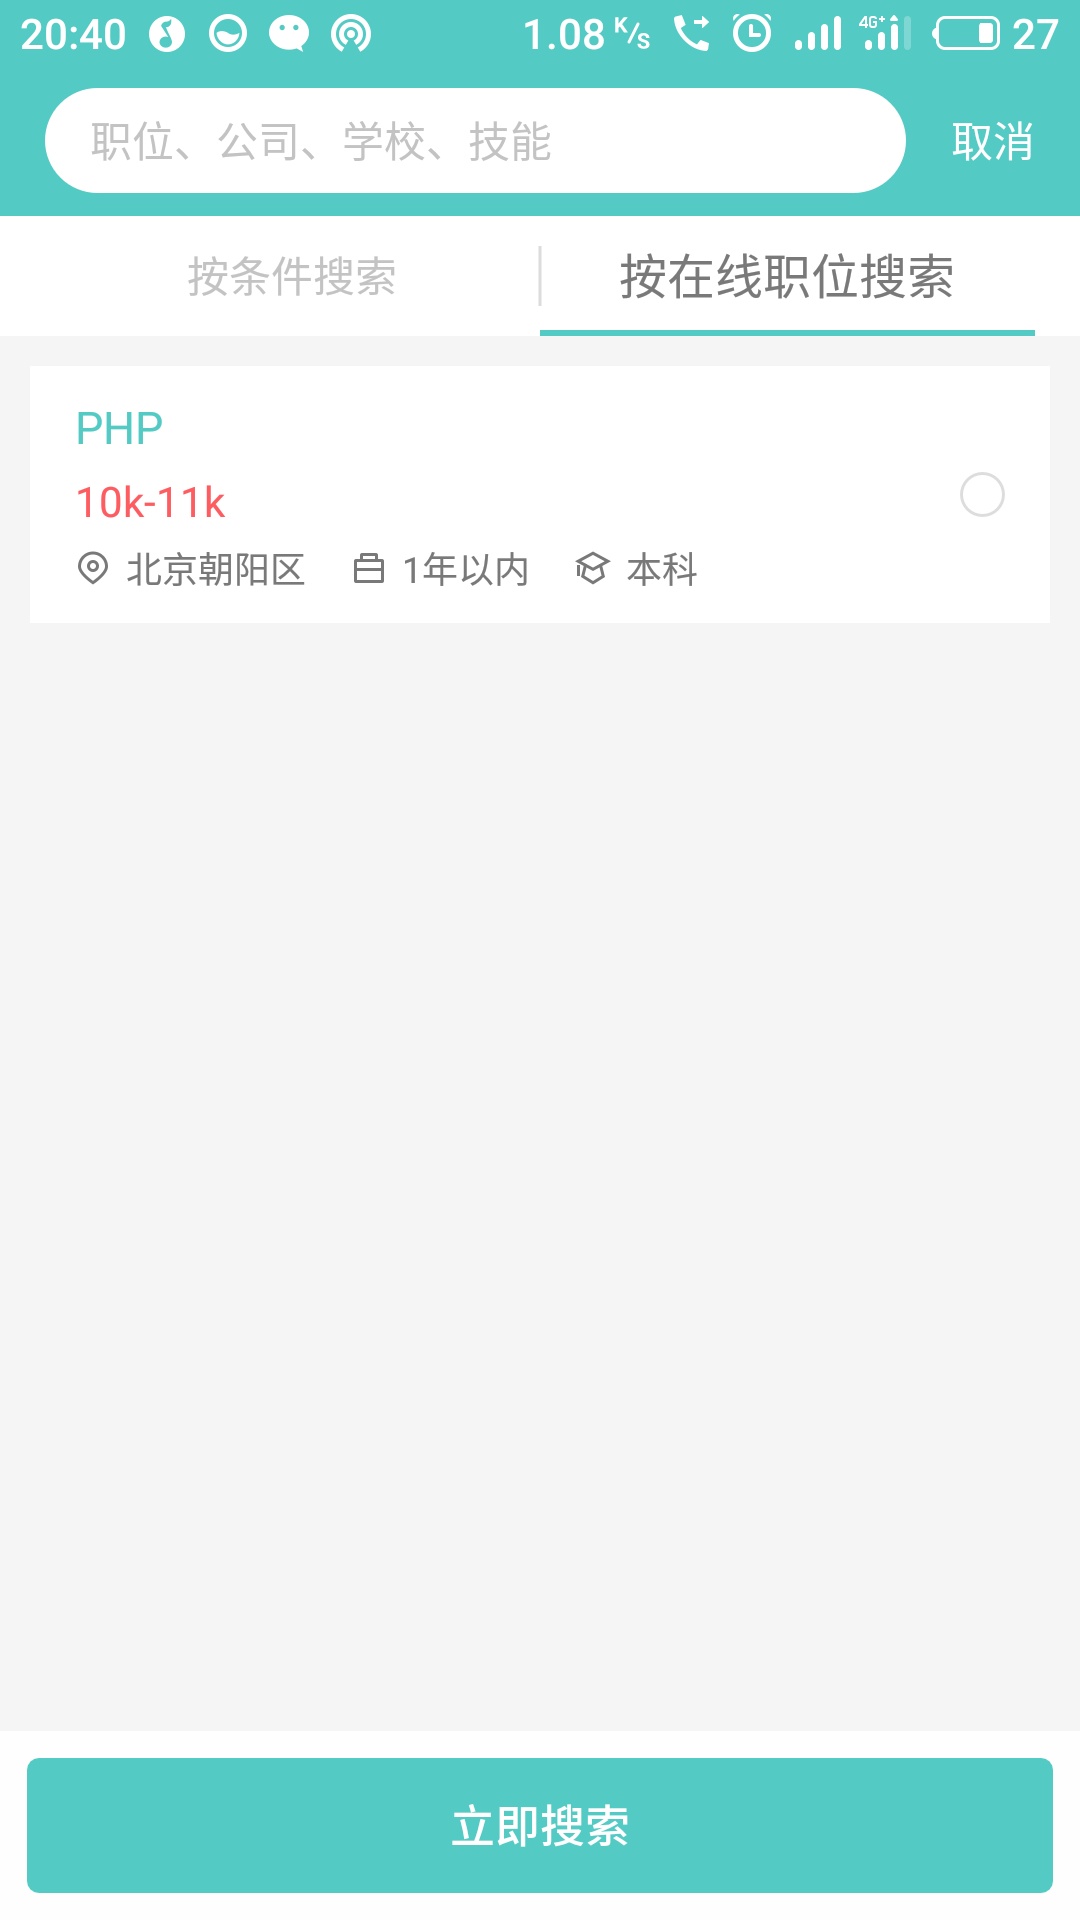 20:40 1.08 K/s 4G+ 27
职位、公司、学校、技能 取消
按条件搜索 按在线职位搜索
PHP
10k-11k
北京朝阳区 1年以内 本科
立即搜索